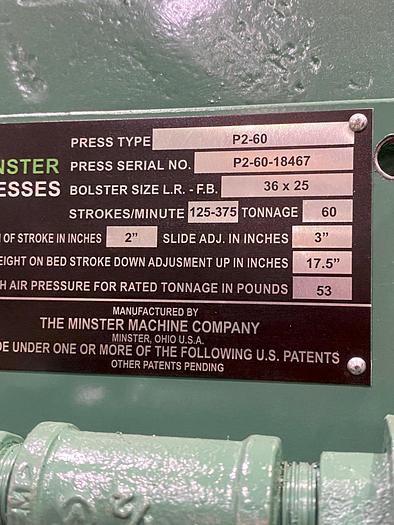 PRESS TYPE P2-60
NSTER PRESS SERIAL NO. P2-60-18467
ESSES BOLSTER SIZE L.R. - F.B. 36 x 25
STROKES/MINUTE 125-375 TONNAGE 60
OF STROKE IN INCHES 2" SLIDE ADJ. IN INCHES 3"
EIGHT ON BED STROKE DOWN ADJUSMENT UP IN INCHES 17.5"
H AIR PRESSURE FOR RATED TONNAGE IN POUNDS 53
MANUFACTURED BY
THE MINSTER MACHINE COMPANY
MINSTER, OHIO U.S.A.
DE UNDER ONE OR MORE OF THE FOLLOWING U.S. PATENTS
OTHER PATENTS PENDING